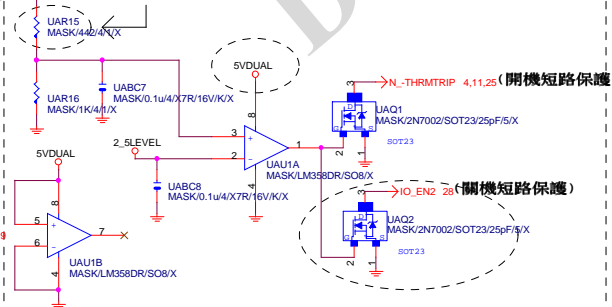 UAR15
MASK/442/4/1/X
UABC7
MASK/0.1u/4/X7R/16V/K/X
UAR16
MASK/1K/4/1/X
5VDUAL
8
3
+
2
-
1
4
UAU1A
MASK/LM358DR/SO8/X
2_5LEVEL
UABC8
MASK/0.1u/4/X7R/16V/K/X
3
N_-THRMTRIP 4,11,25
(開機短路保護
D
G
S
UAQ1
MASK/2N7002/SOT23/25pF/5/X
2
1
SOT23
3
IO_EN2 28
(關機短路保護)
D
G
S
UAQ2
MASK/2N7002/SOT23/25pF/5/X
2
1
SOT23
5VDUAL
8
5
+
6
-
7
4
UAU1B
MASK/LM358DR/SO8/X
9
D